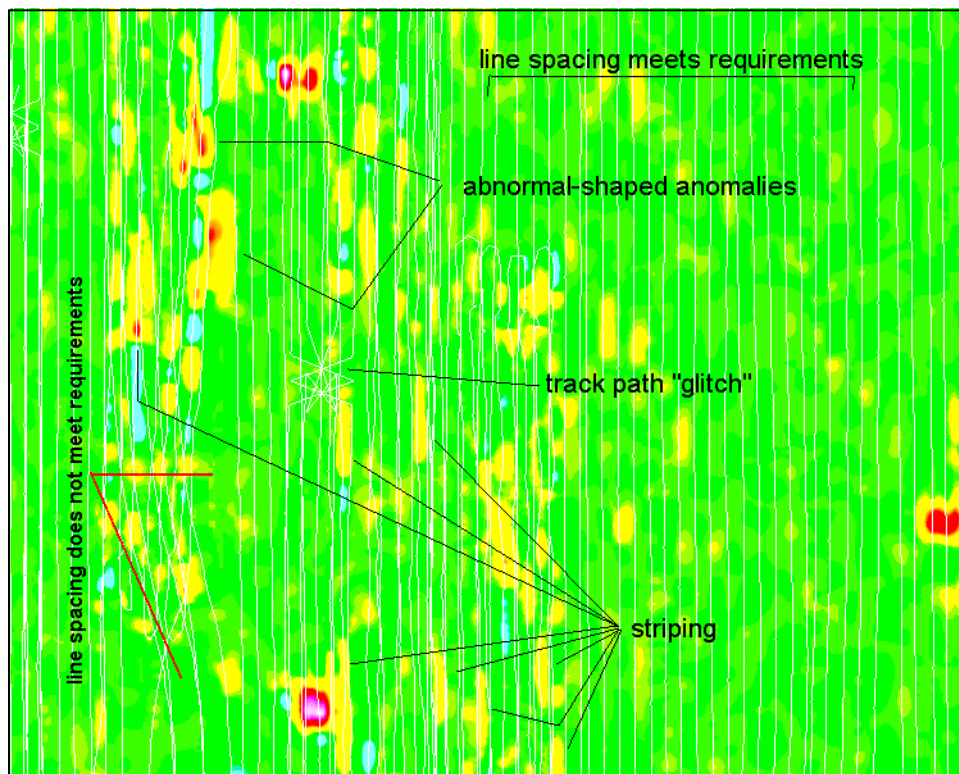 line spacing meets requirements
abnormal-shaped anomalies
line spacing does not meet requirements
track path "glitch"
striping